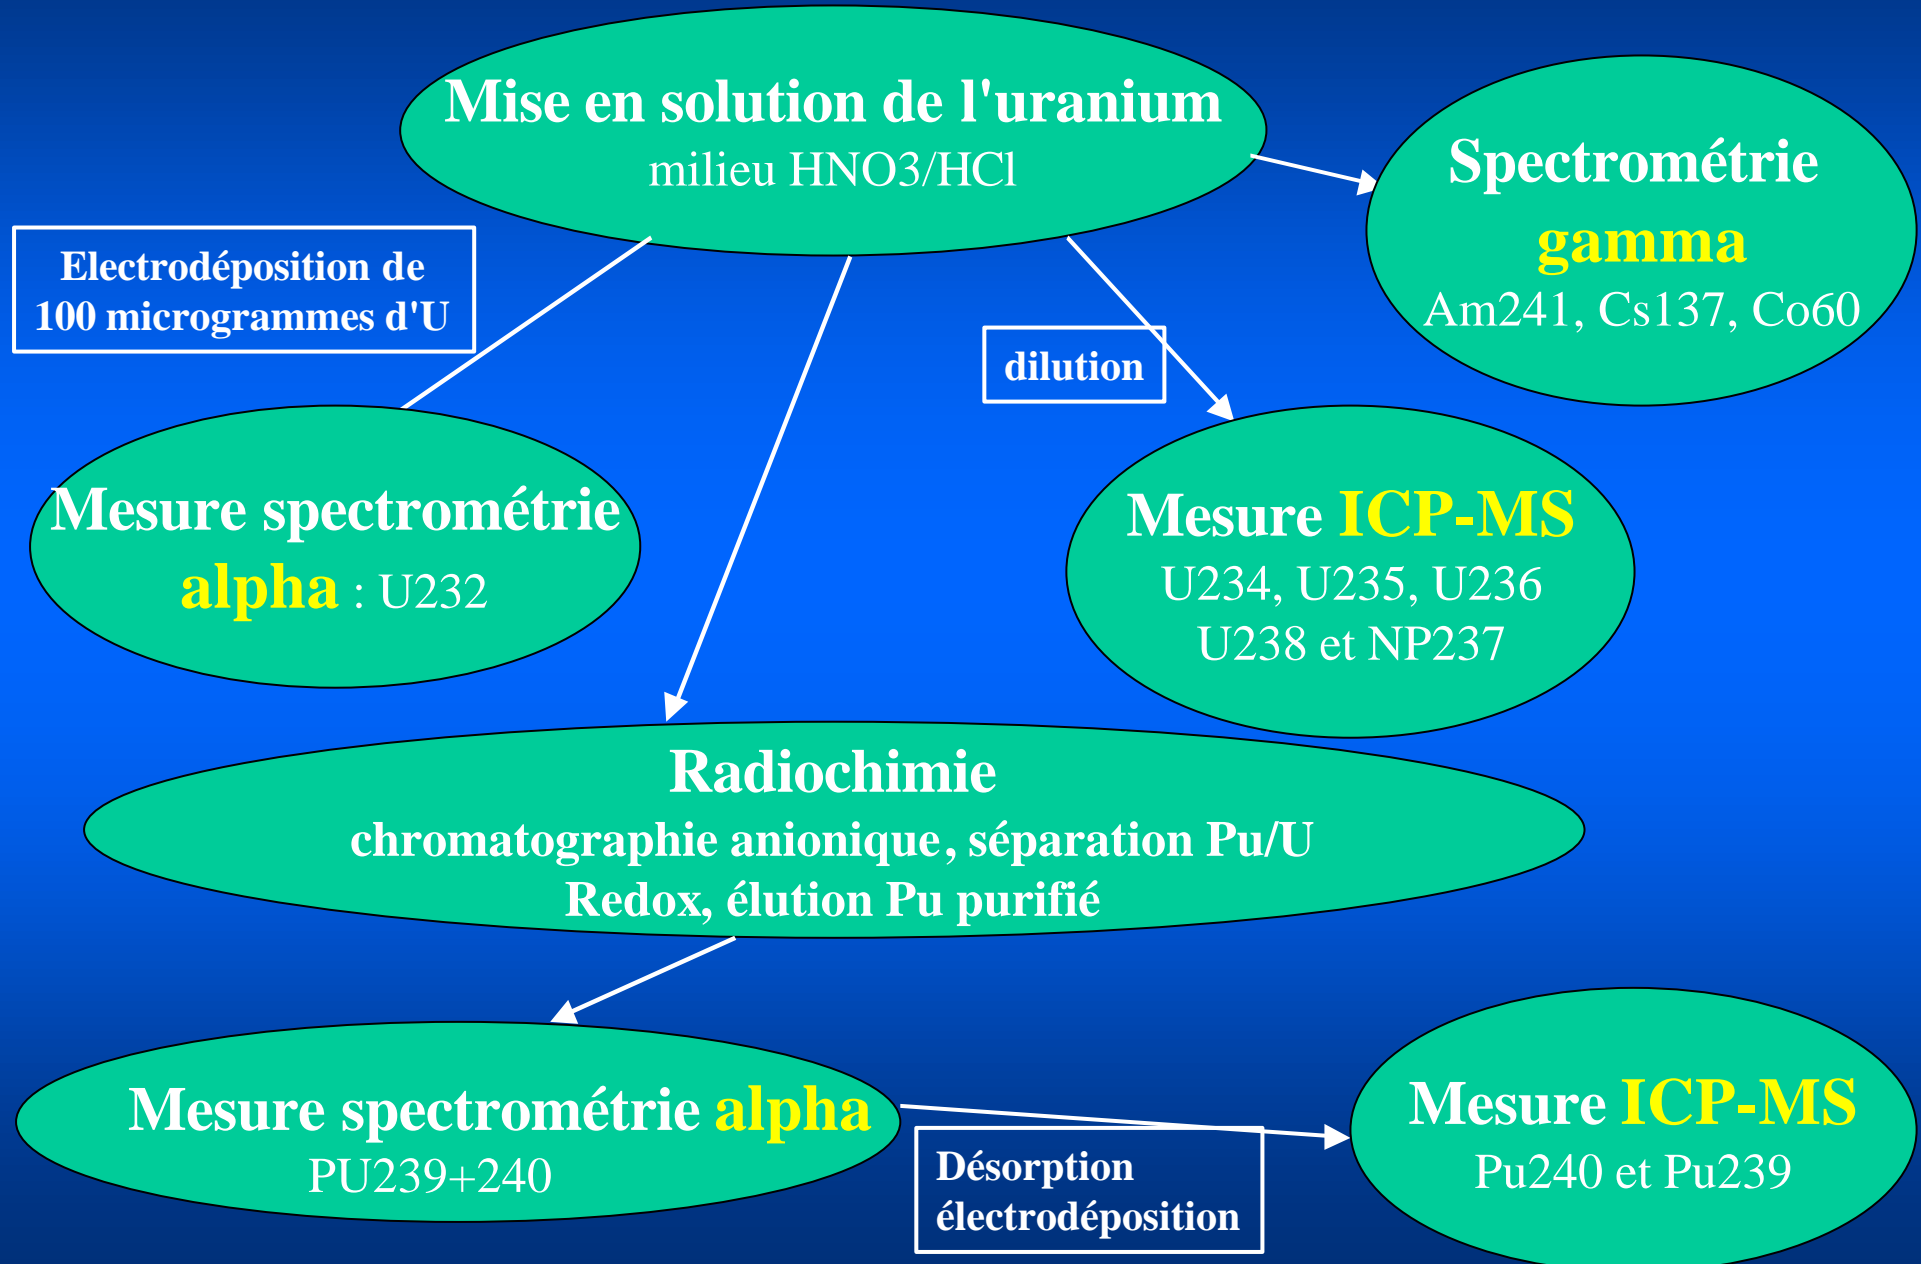 Mise en solution de l'uranium
milieu HNO3/HCl
Spectrométrie
gamma
Am241, Cs137, Co60
Electrodéposition de
100 microgrammes d'U
dilution
Mesure spectrométrie
alpha : U232
Mesure ICP-MS
U234, U235, U236
U238 et NP237
Radiochimie
chromatographie anionique, séparation Pu/U
Redox, élution Pu purifié
Mesure spectrométrie alpha
PU239+240
Désorption
électrodéposition
Mesure ICP-MS
Pu240 et Pu239